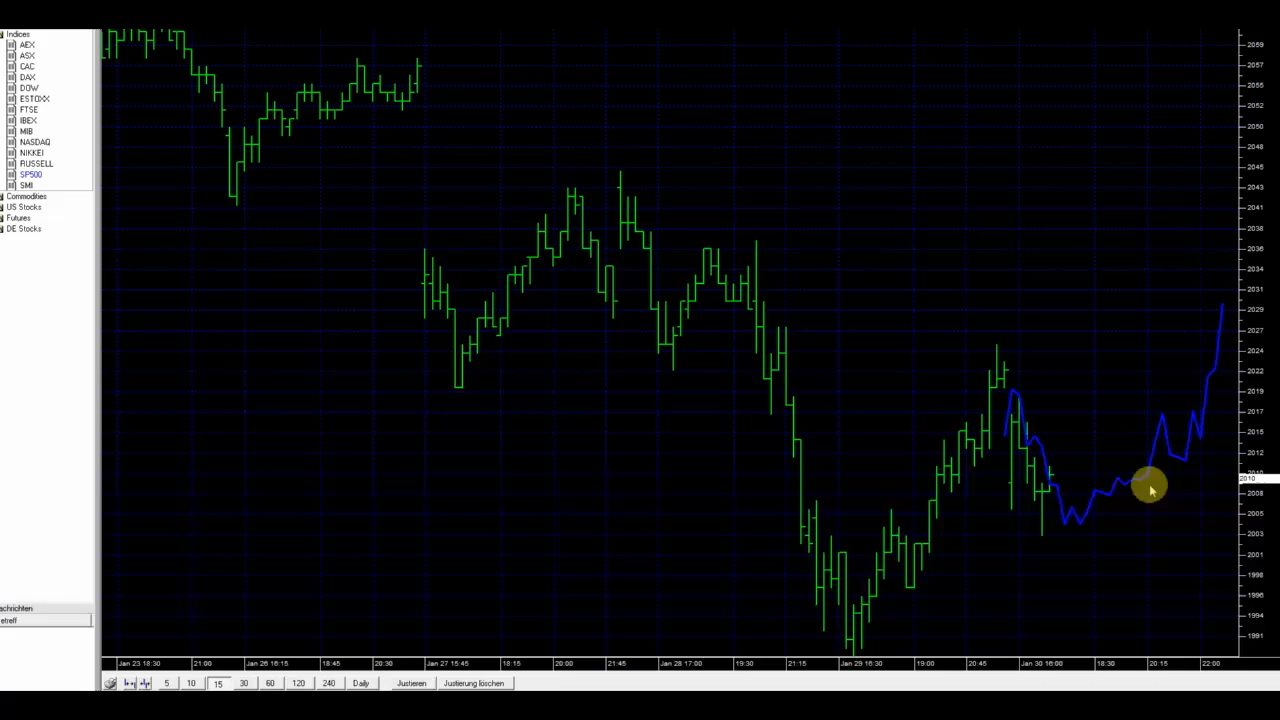 Indices
AEX
ASX
CAC
DAX
DOW
ESTOXX
FTSE
IBEX
MIB
NASDAQ
NIKKEI
RUSSELL
SP500
SMI
Commodities
US Stocks
Futures
DE Stocks
achrichten
etreff
2059
2057
2055
2052
2050
2048
2045
2043
2041
2038
2036
2034
2031
2029
2027
2024
2022
2019
2017
2015
2012
2010
2010
2008
2005
2003
2001
1998
1996
1994
1991
Jan 23 18:30 21:00 Jan 26 16:15 18:45 20:30 Jan 27 15:45 18:15 20:00 21:45 Jan 28 17:00 19:30 21:15 Jan 29 16:30 19:00 20:45 Jan 30 16:00 18:30 20:15 22:00
5 10 15 30 60 120 240 Daily Justieren Justierung löschen